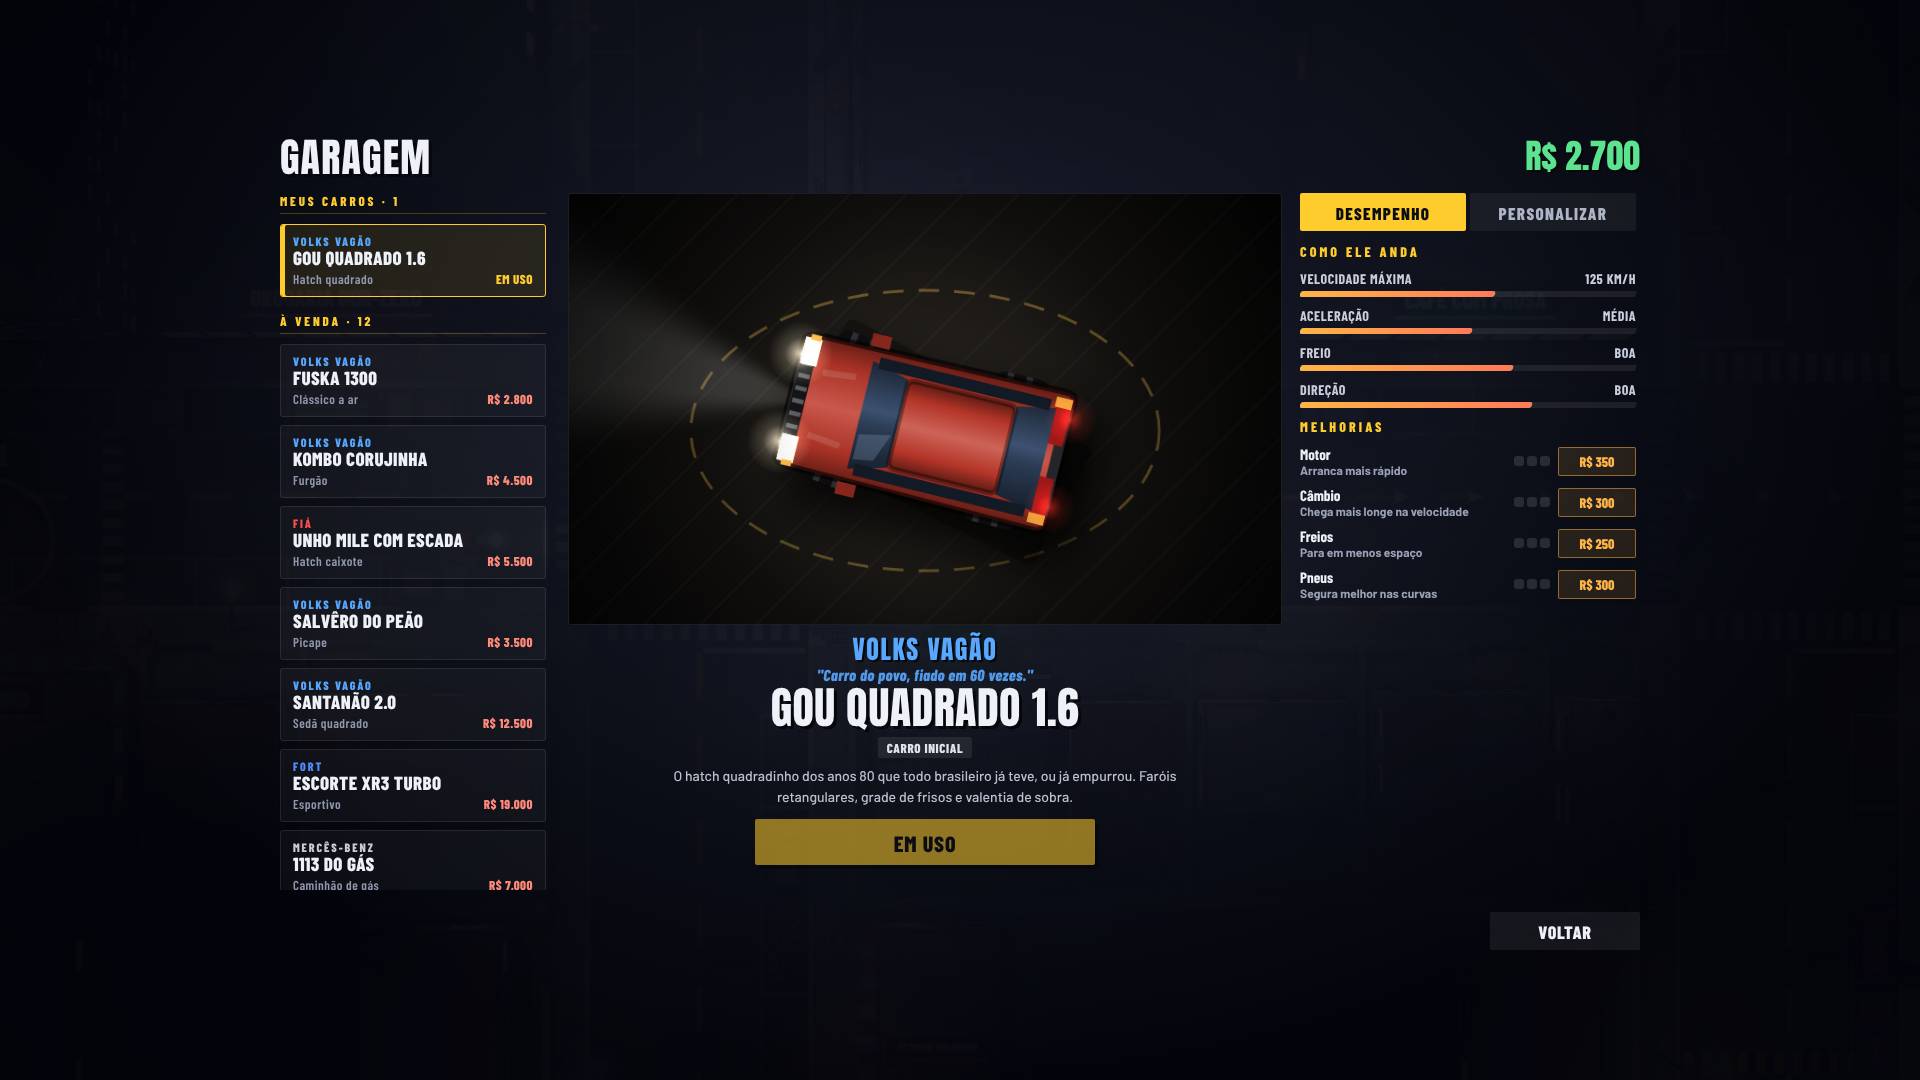 GARAGEM
R$ 2.700
MEUS CARROS · 1
VOLKS VAGÃO
GOU QUADRADO 1.6
Hatch quadrado
EM USO
À VENDA · 12
VOLKS VAGÃO
FUSKA 1300
Clássico a ar
R$ 2.800
VOLKS VAGÃO
KOMBO CORUJINHA
Furgão
R$ 4.500
FIÁ
UNHO MILE COM ESCADA
Hatch caixote
R$ 5.500
VOLKS VAGÃO
SALVÊRO DO PEÃO
Picape
R$ 3.500
VOLKS VAGÃO
SANTANÃO 2.0
Sedã quadrado
R$ 12.500
FORT
ESCORTE XR3 TURBO
Esportivo
R$ 19.000
MERCÊS-BENZ
1113 DO GÁS
Caminhão de gás
R$ 7.000
VOLKS VAGÃO
"Carro do povo, fiado em 60 vezes."
GOU QUADRADO 1.6
CARRO INICIAL
O hatch quadradinho dos anos 80 que todo brasileiro já teve, ou já empurrou. Faróis
retangulares, grade de frisos e valentia de sobra.
EM USO
DESEMPENHO
PERSONALIZAR
COMO ELE ANDA
VELOCIDADE MÁXIMA
125 KM/H
ACELERAÇÃO
MÉDIA
FREIO
BOA
DIREÇÃO
BOA
MELHORIAS
Motor
Arranca mais rápido
R$ 350
Câmbio
Chega mais longe na velocidade
R$ 300
Freios
Para em menos espaço
R$ 250
Pneus
Segura melhor nas curvas
R$ 300
VOLTAR